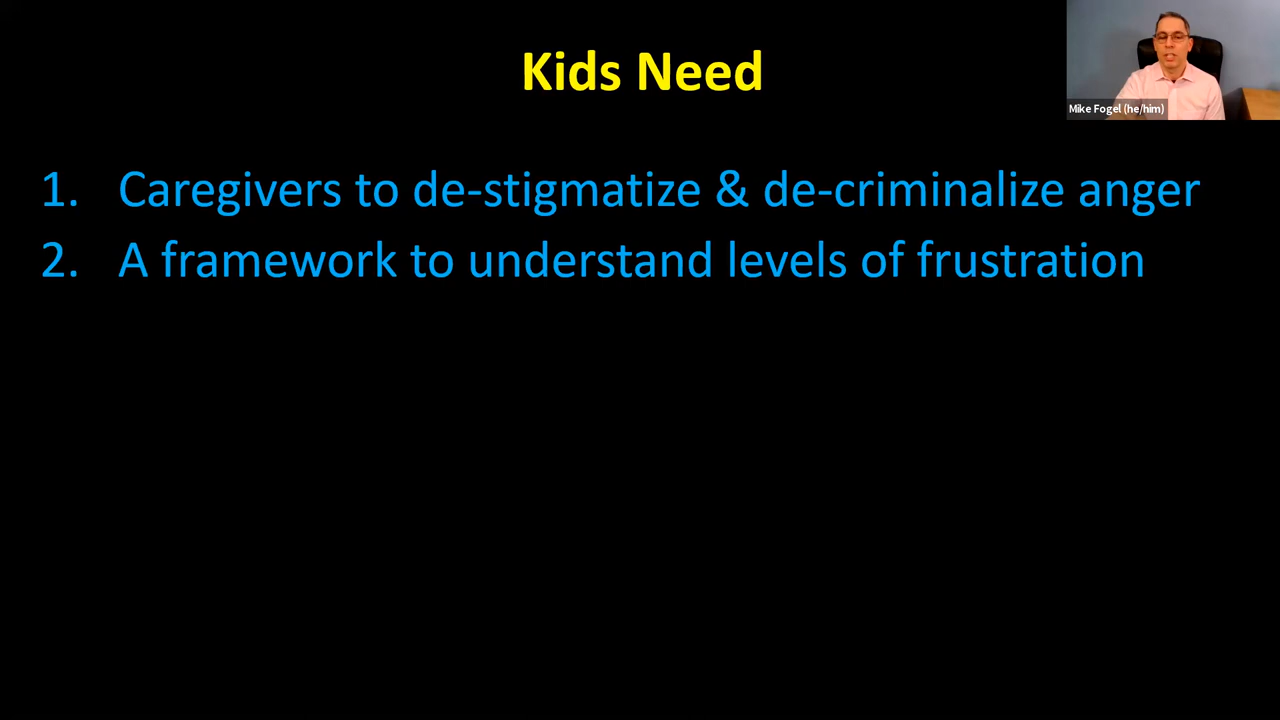 Kids Need
Mike Fogel (he/him)
1. Caregivers to de-stigmatize & de-criminalize anger
2. A framework to understand levels of frustration